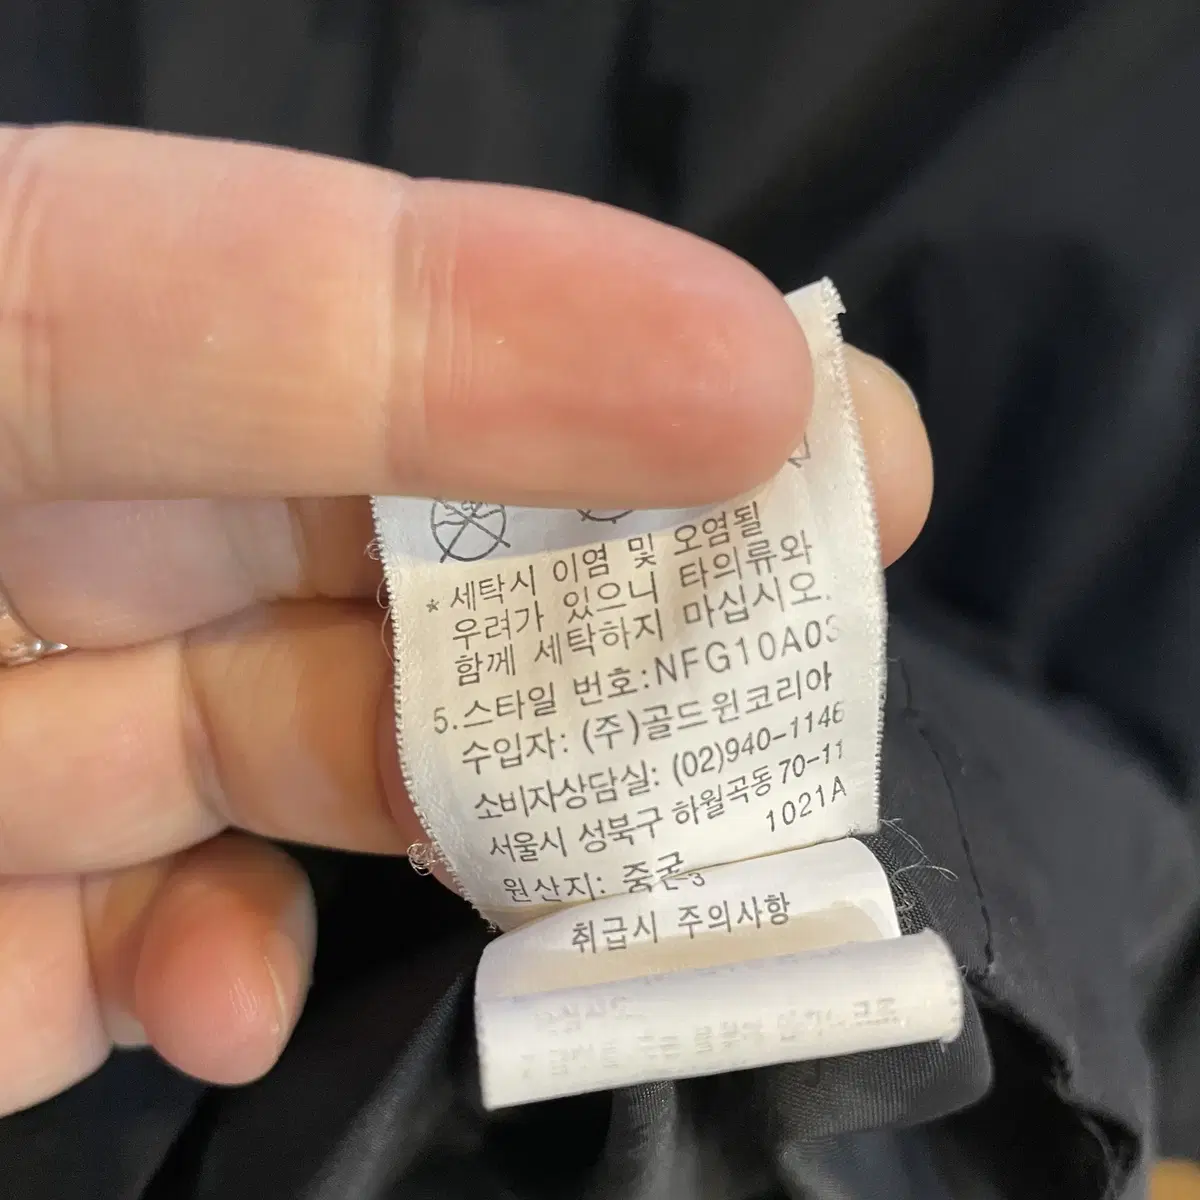 * 세탁시 이염 및 오염될
우려가 있으니 타의류와
함께 세탁하지 마십시오.
5.스타일 번호:NFG10A03
수입자: (주)골드윈코리아
소비자상담실: (02)940-1146
서울시 성북구 하월곡동 70-11
1021A
원산지: 중국
3
취급시 주의사항